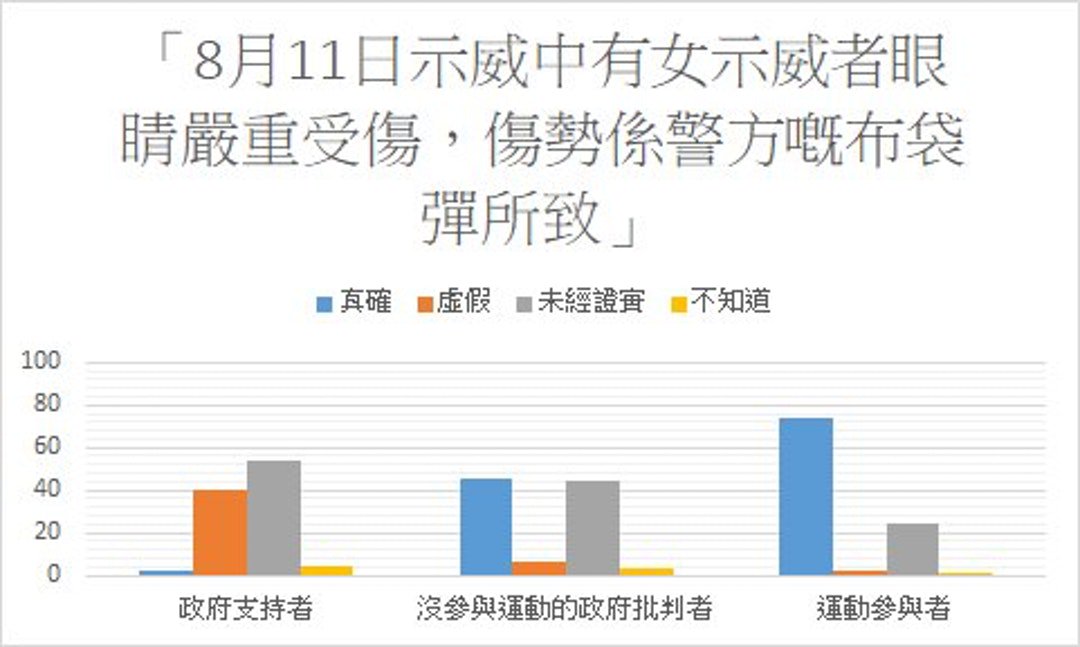 「8月11日示威中有女示威者眼
睛嚴重受傷，傷勢係警方嘅布袋
彈所致」
真確 虛假 未經證實 不知道
100
80
60
40
20
0
政府支持者 沒參與運動的政府批判者 運動參與者